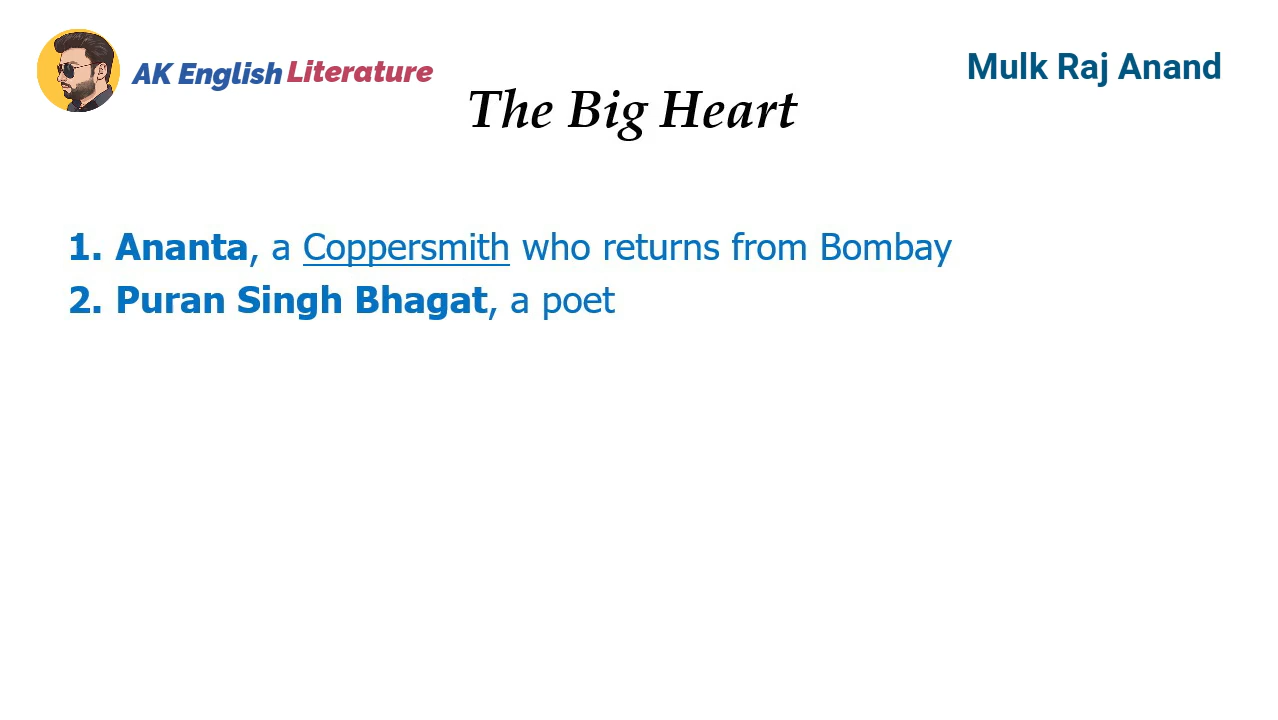 AK English Literature
Mulk Raj Anand
The Big Heart
1. Ananta, a Coppersmith who returns from Bombay
2. Puran Singh Bhagat, a poet